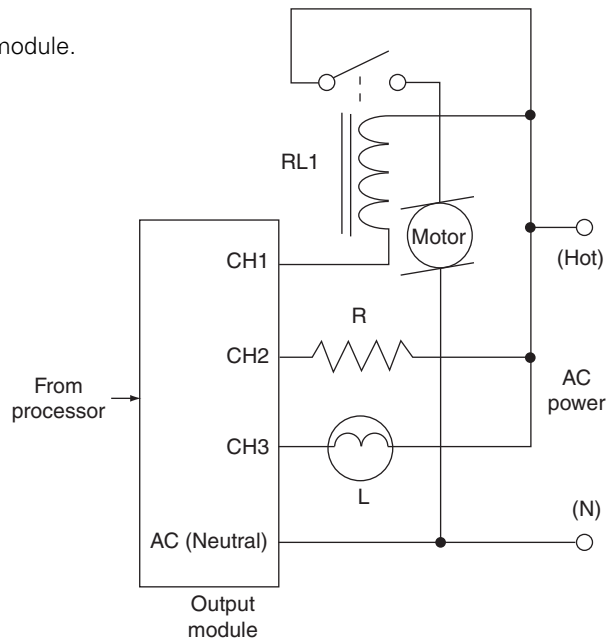 module.
RL1
Motor
CH1
(Hot)
R
CH2
From
processor
AC
power
CH3
L
(N)
AC (Neutral)
Output
module